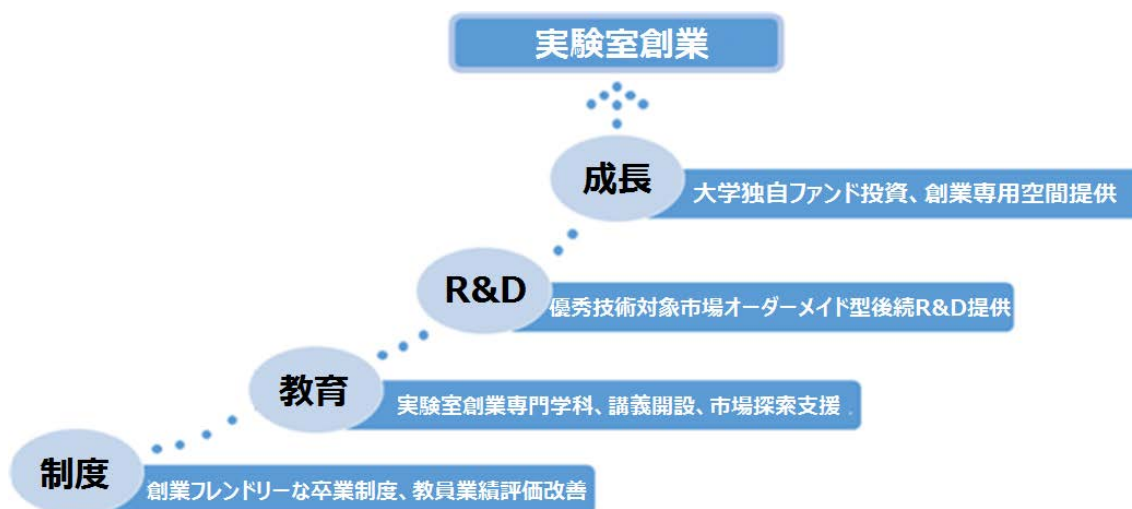 実験室創業
成長
大学独自ファンド投資、創業専用空間提供
R&D
優秀技術対象市場オーダーメイド型後続R&D提供
教育
実験室創業専門学科、講義開設、市場探索支援
制度
創業フレンドリーな卒業制度、教員業績評価改善